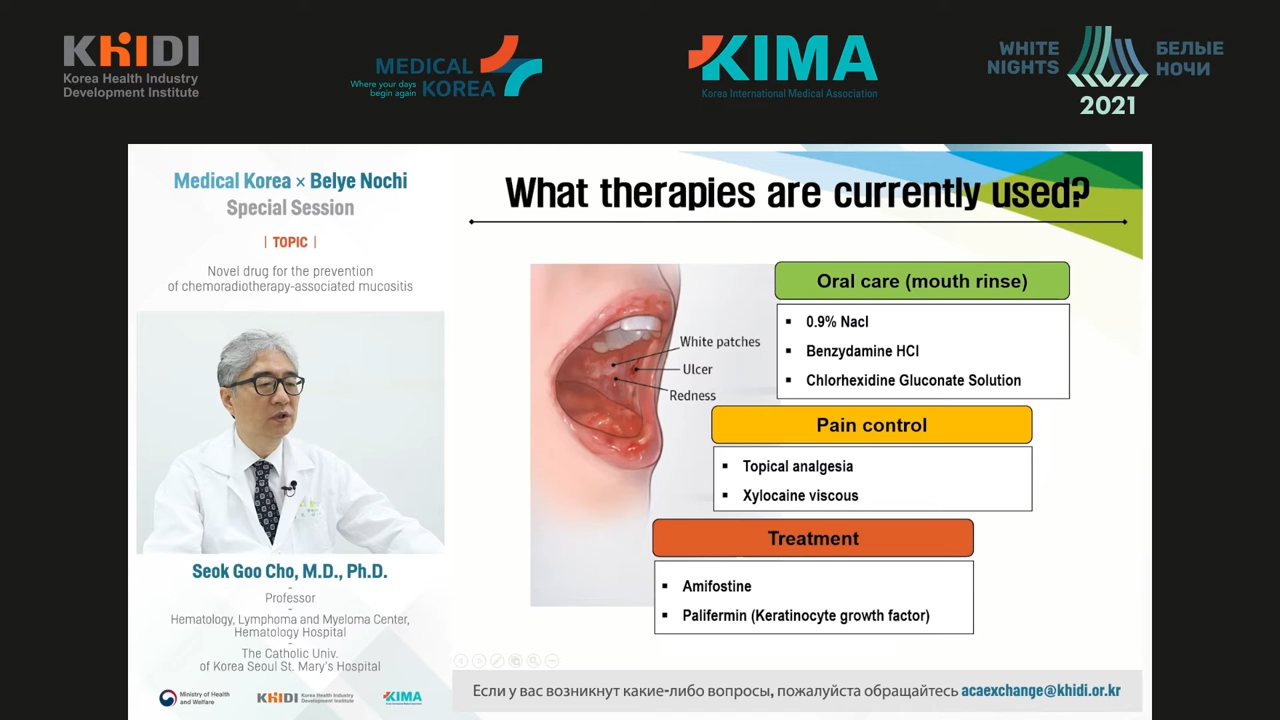 KHIDI
Korea Health Industry
Development Institute
MEDICAL
KOREA
Where your days
begin again
KIMA
Korea International Medical Association
WHITE
NIGHTS
БЕЛЫЕ
НОЧИ
2021
Medical Korea × Belye Nochi
Special Session
| TOPIC |
Novel drug for the prevention
of chemoradiotherapy-associated mucositis
Seok Goo Cho, M.D., Ph.D.
Professor
Hematology, Lymphoma and Myeloma Center,
Hematology Hospital
The Catholic Univ.
of Korea Seoul St. Mary's Hospital
Ministry of Health
and Welfare
KHIDI
Korea Health Industry
Development Institute
KIMA
What therapies are currently used?
White patches
Ulcer
Redness
Oral care (mouth rinse)
▪ 0.9% Nacl
▪ Benzydamine HCl
▪ Chlorhexidine Gluconate Solution
Pain control
▪ Topical analgesia
▪ Xylocaine viscous
Treatment
▪ Amifostine
▪ Palifermin (Keratinocyte growth factor)
Если у вас возникнут какие-либо вопросы, пожалуйста обращайтесь acaexchange@khidi.or.kr